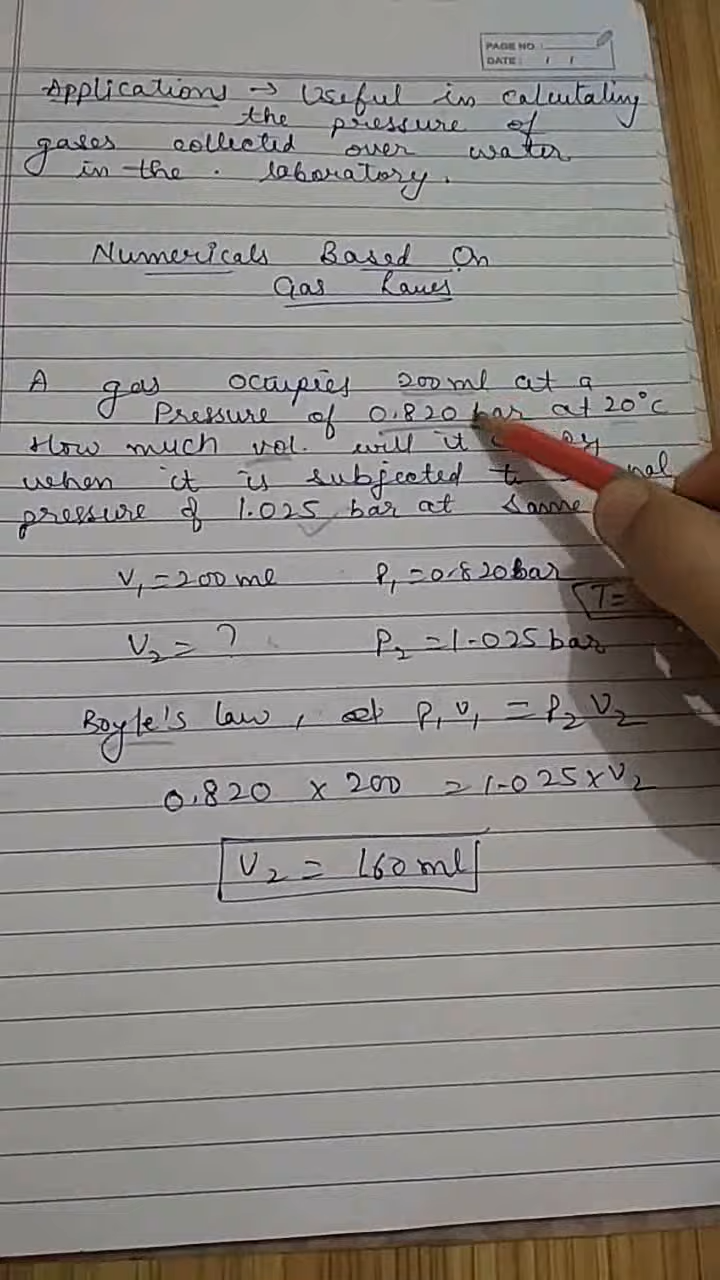 PAGE NO
DATE: / /
Applications → Useful in calculating
the pressure of
gases collected over water
in the . laboratory.
Numericals Based On
Gas Laws
A gas occupies 200ml at a
Pressure of 0.820 bar at 20°C
How much vol. will it
when it is subjected
pressure of 1.025 bar at same
V₁ = 200 ml P₁ = 0.820 bar
T=
V₂ = ? P₂ = 1.025 bar
Boyle's law, P₁V₁ = P₂V₂
0.820 × 200 = 1.025 × V₂
V₂ = 160 ml